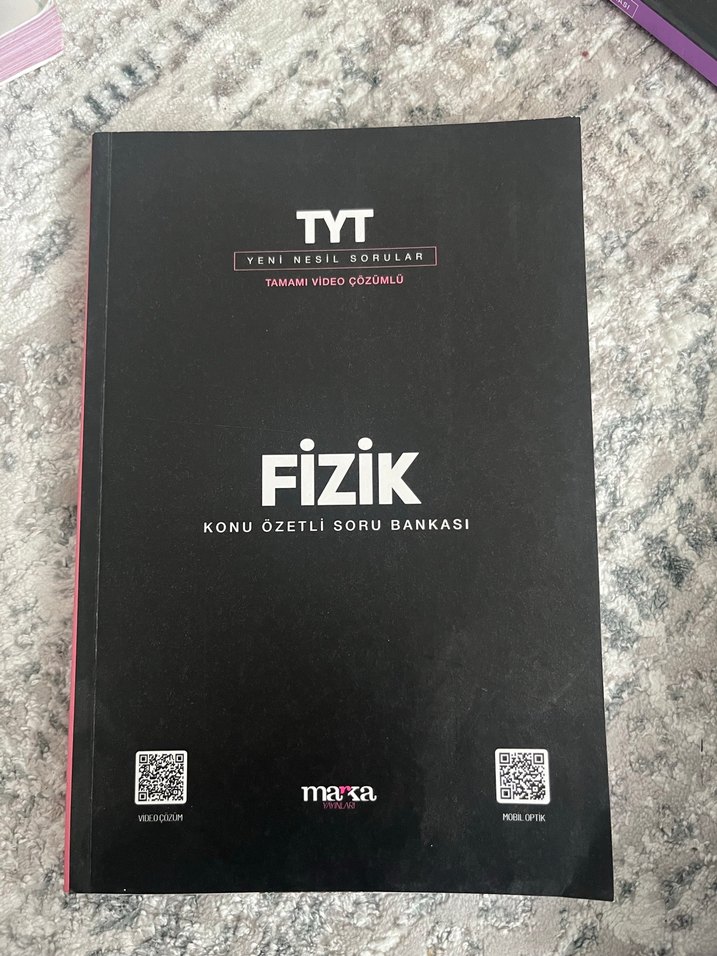 TYT
YENİ NESİL SORULAR
TAMAMI VİDEO ÇÖZÜMLÜ
FİZİK
KONU ÖZETLİ SORU BANKASI
VİDEO ÇÖZÜM
marka
YAYINLARI
MOBİL OPTİK